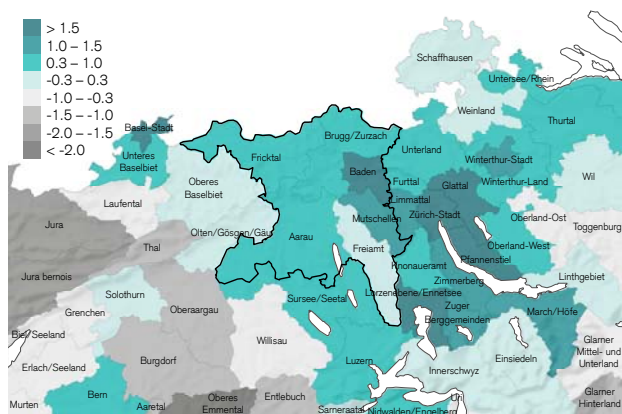 > 1.5
1.0 – 1.5
0.3 – 1.0
-0.3 – 0.3
-1.0 – -0.3
-1.5 – -1.0
-2.0 – -1.5
<-2.0
Schaffhausen
Untersee/Rhein
Weinland
Thurtal
Basel-Stadt
Brugg/Zurzach
Unterland
Winterthur-Stadt
Unteres
Baselbiet
Fricktal
Baden
Furttal
Glattal
Winterthur-Land
Wil
Oberes
Baselbiet
Laufental
Limmattal
Mutschellen
Zürich-Stadt
Oberland-Ost
Toggenburg
Jura
Olten/Gösgen/Gäu
Aarau
Thal
Freiamt
Oberland-West
Knonaueramt
Pfannenstiel
Jura bernois
Zimmerberg
Linthgebiet
Solothurn
Sursee/Seetal
Lorzenebene/Ennetsee
Grenchen
Oberaargau
Zuger
Berggemeinden
March/Höfe
Biel/Seeland
Willisau
Glarner
Mittel- und
Unterland
Burgdorf
Luzern
Einsiedeln
Erlach/Seeland
Innerschwyz
Bern
Oberes
Emmental
Entlebuch
Glarner
Hinterland
Murten
Aaretal
Sarneraatal
Nidwalden/Engelberg
Uri